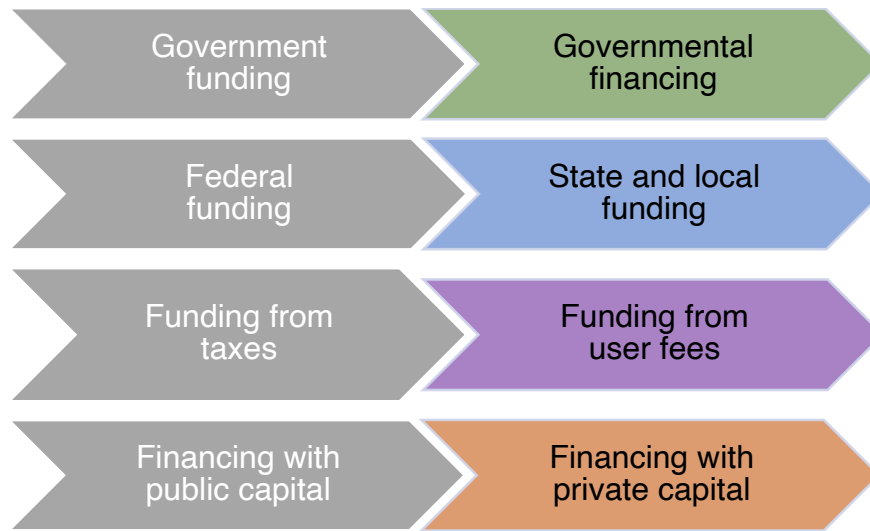 Government
funding
Governmental
financing
Federal
funding
State and local
funding
Funding from
taxes
Funding from
user fees
Financing with
public capital
Financing with
private capital